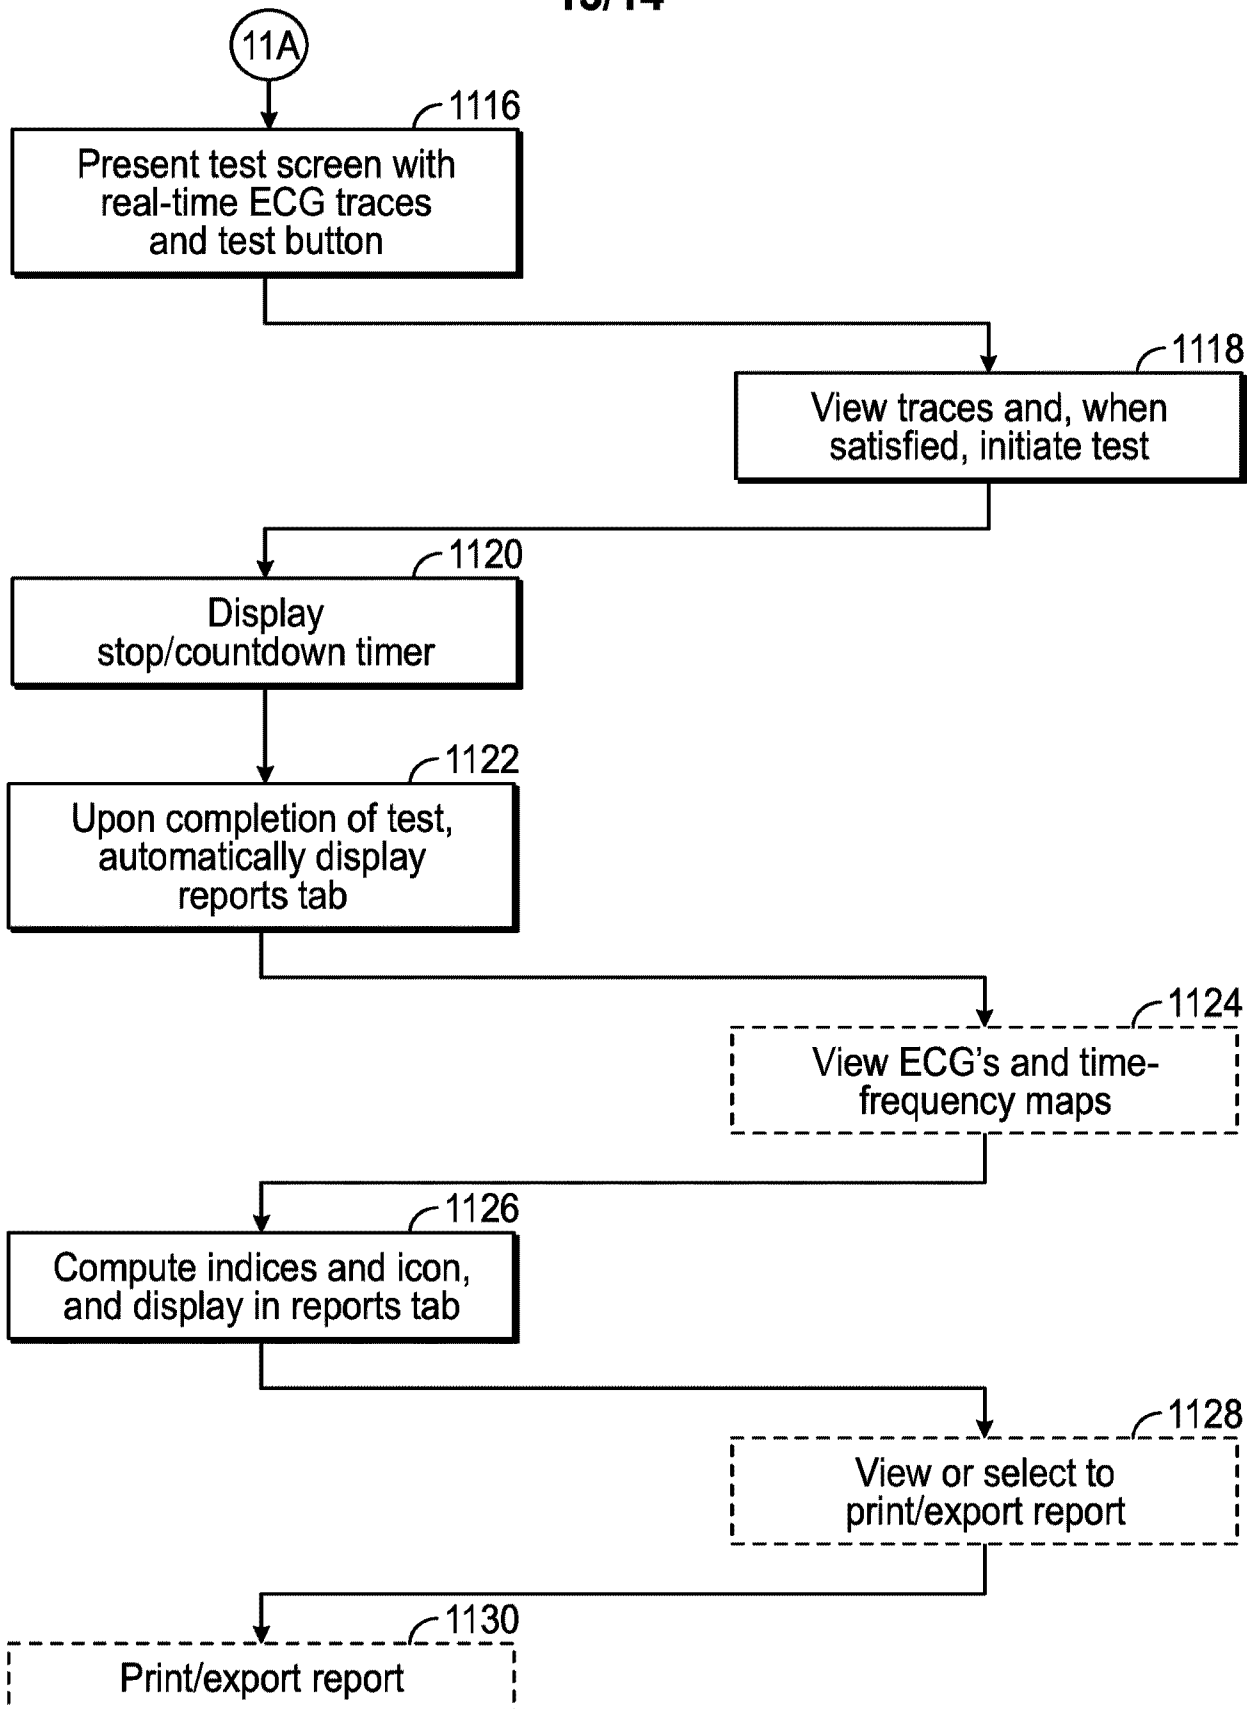 11A
1116
Present test screen with
real-time ECG traces
and test button
1118
View traces and, when
satisfied, initiate test
1120
Display
stop/countdown timer
1122
Upon completion of test,
automatically display
reports tab
1124
View ECG's and time-
frequency maps
1126
Compute indices and icon,
and display in reports tab
1128
View or select to
print/export report
1130
Print/export report